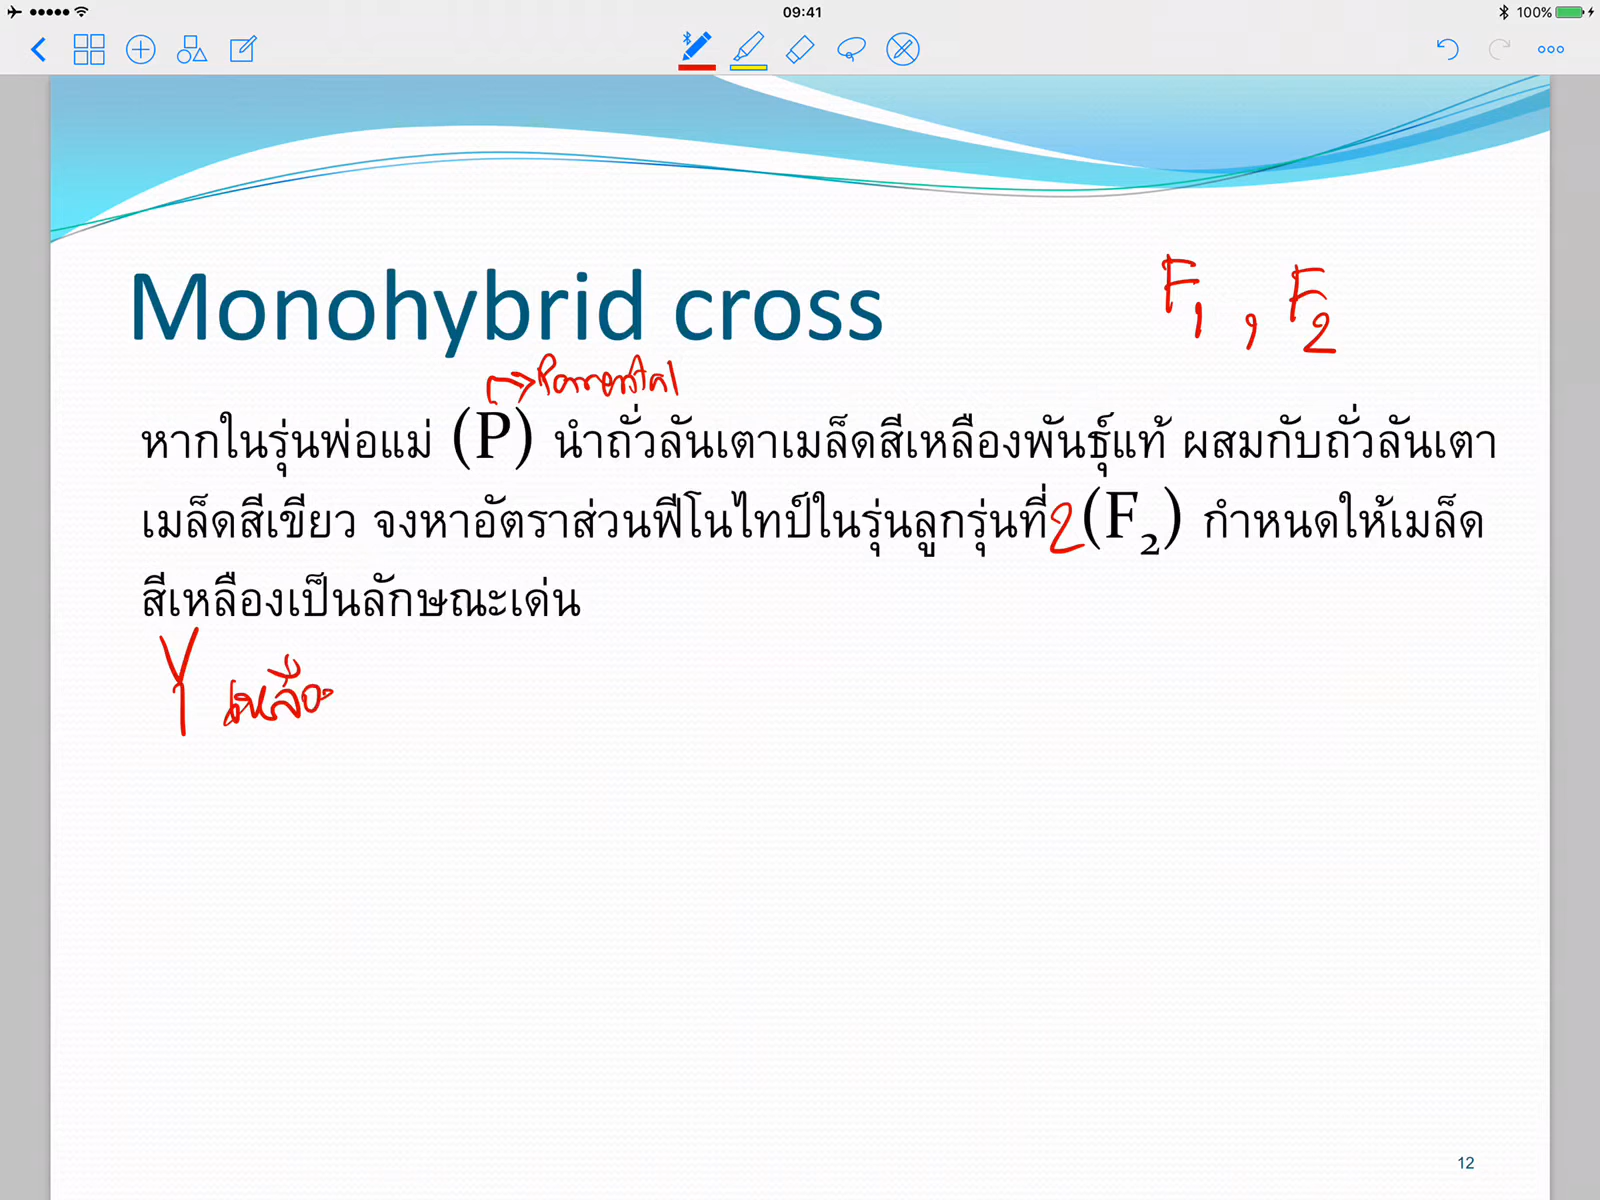 09:41
100%
Monohybrid cross
F1 , F2
Parental
หากในรุ่นพ่อแม่ (P) นำถั่วลันเตาเมล็ดสีเหลืองพันธุ์แท้ ผสมกับถั่วลันเตา
เมล็ดสีเขียว จงหาอัตราส่วนฟีโนไทป์ในรุ่นลูกรุ่นที่ 2 (F₂) กำหนดให้เมล็ด
สีเหลืองเป็นลักษณะเด่น
Y
12